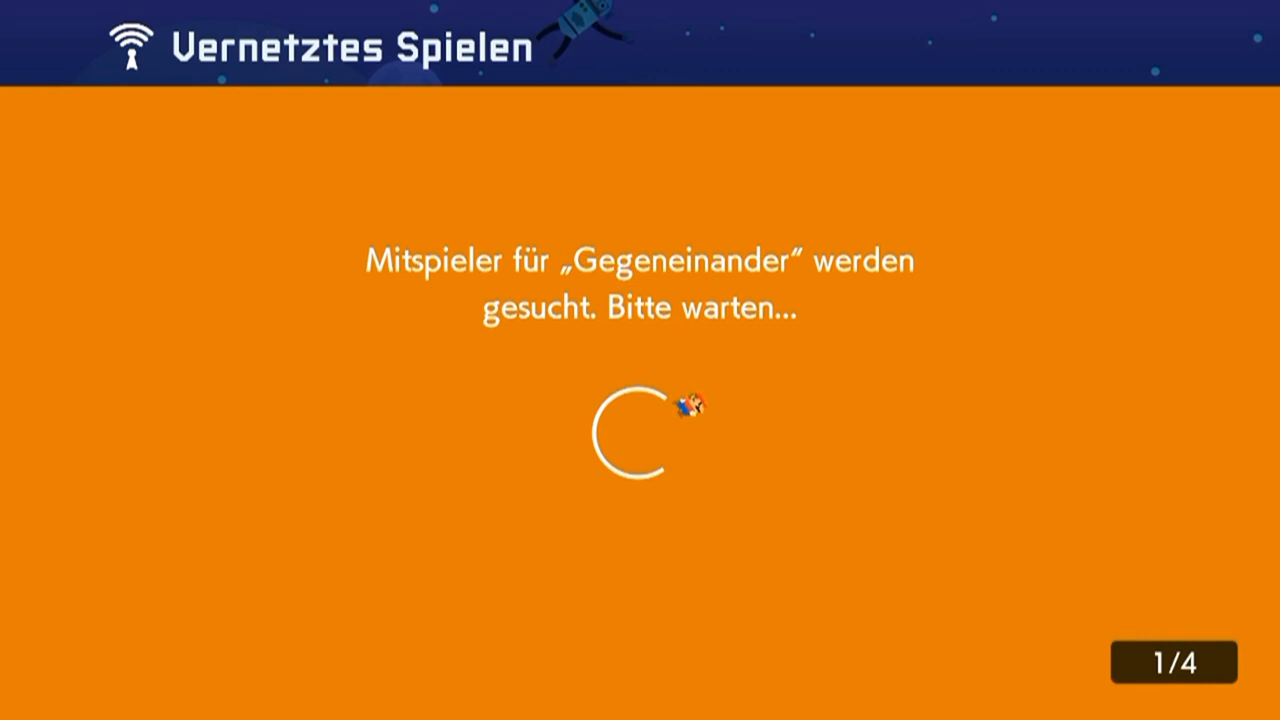 Vernetztes Spielen
Mitspieler für „Gegeneinander“ werden
gesucht. Bitte warten...
1/4